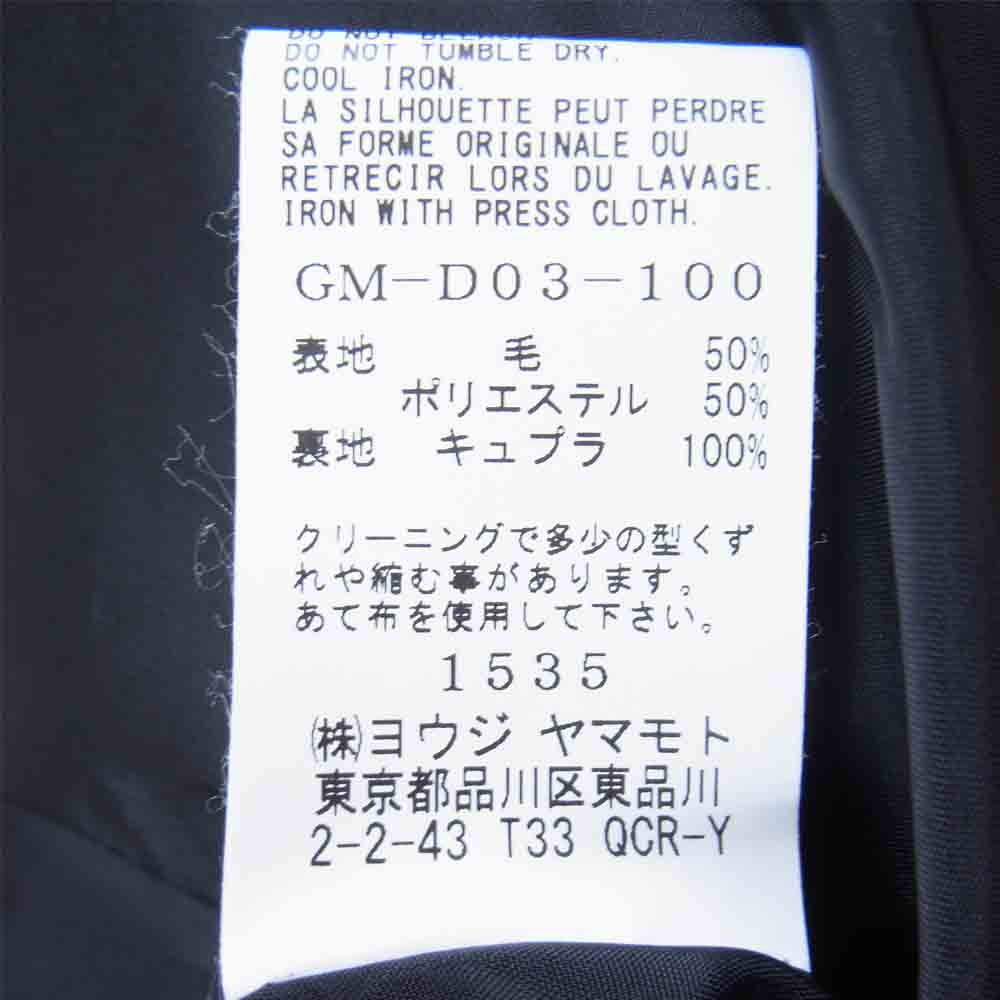 DO NOT BLEACH.
DO NOT TUMBLE DRY.
COOL IRON.
LA SILHOUETTE PEUT PERDRE
SA FORME ORIGINALE OU
RETRECIR LORS DU LAVAGE.
IRON WITH PRESS CLOTH.
GM-D03-100
表地 毛 50%
ポリエステル 50%
裏地 キュプラ 100%
クリーニングで多少の型くず
れや縮む事があります。
あて布を使用して下さい。
1535
㈱ヨウジ ヤマモト
東京都品川区東品川
2-2-43 T33 QCR-Y